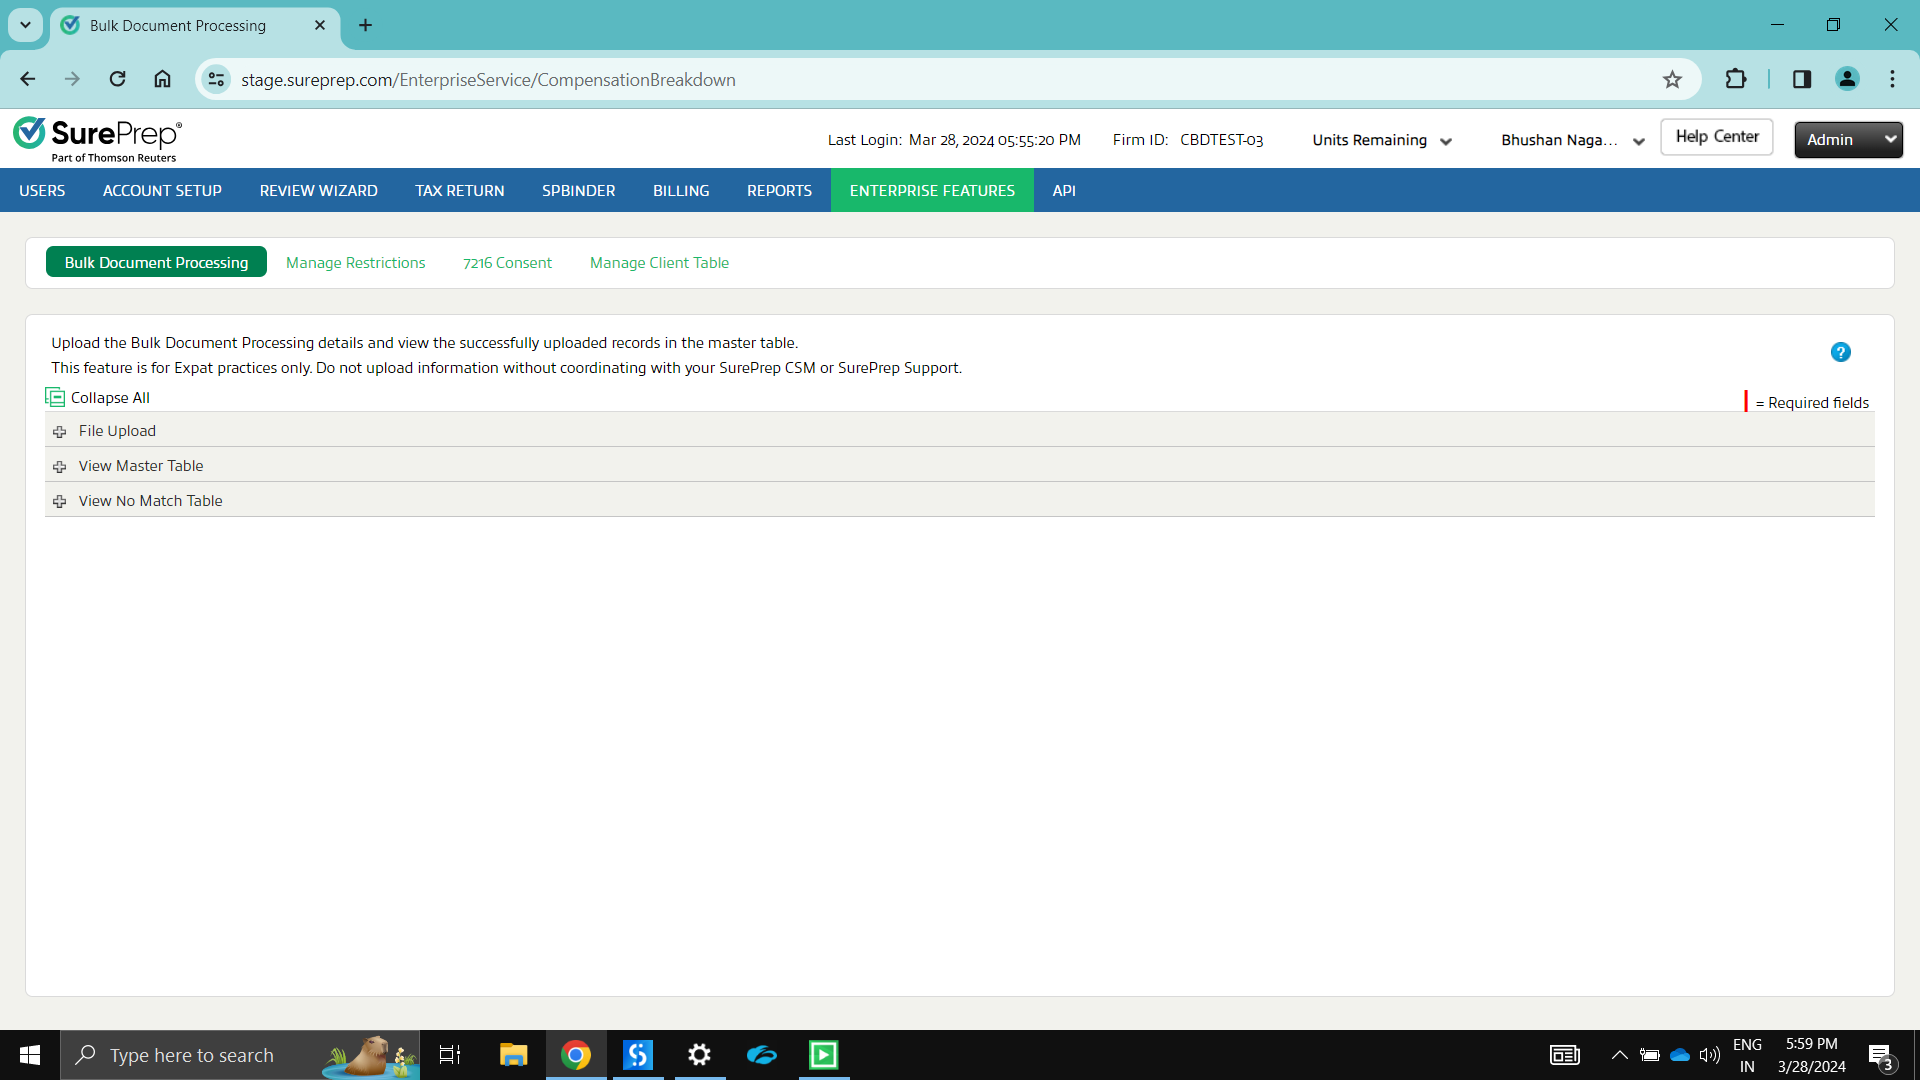 Bulk Document Processing
stage.sureprep.com/EnterpriseService/CompensationBreakdown
SurePrep®
Part of Thomson Reuters
Last Login: Mar 28, 2024 05:55:20 PM
Firm ID: CBDTEST-03
Units Remaining
Bhushan Naga...
Help Center
Admin
USERS ACCOUNT SETUP REVIEW WIZARD TAX RETURN SPBINDER BILLING REPORTS ENTERPRISE FEATURES API
Bulk Document Processing Manage Restrictions 7216 Consent Manage Client Table
Upload the Bulk Document Processing details and view the successfully uploaded records in the master table.
?
This feature is for Expat practices only. Do not upload information without coordinating with your SurePrep CSM or SurePrep Support.
Collapse All
= Required fields
File Upload
View Master Table
View No Match Table
Type here to search
ENG
IN
5:59 PM
3/28/2024
3